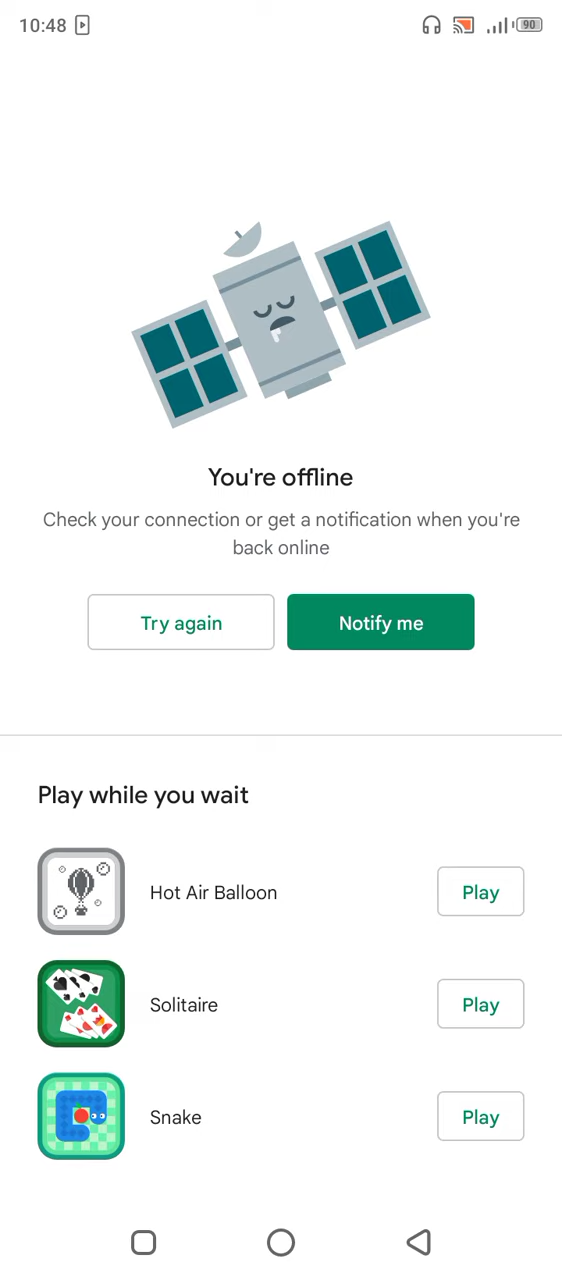 10:48
90
You're offline
Check your connection or get a notification when you're
back online
Try again
Notify me
Play while you wait
Hot Air Balloon
Play
Solitaire
Play
Snake
Play